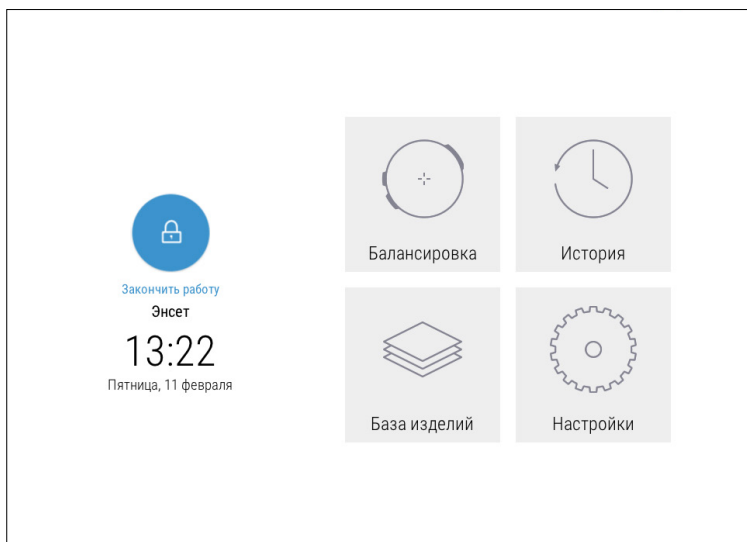 Закончить работу
Энсет
13:22
Пятница, 11 февраля
Балансировка
История
База изделий
Настройки